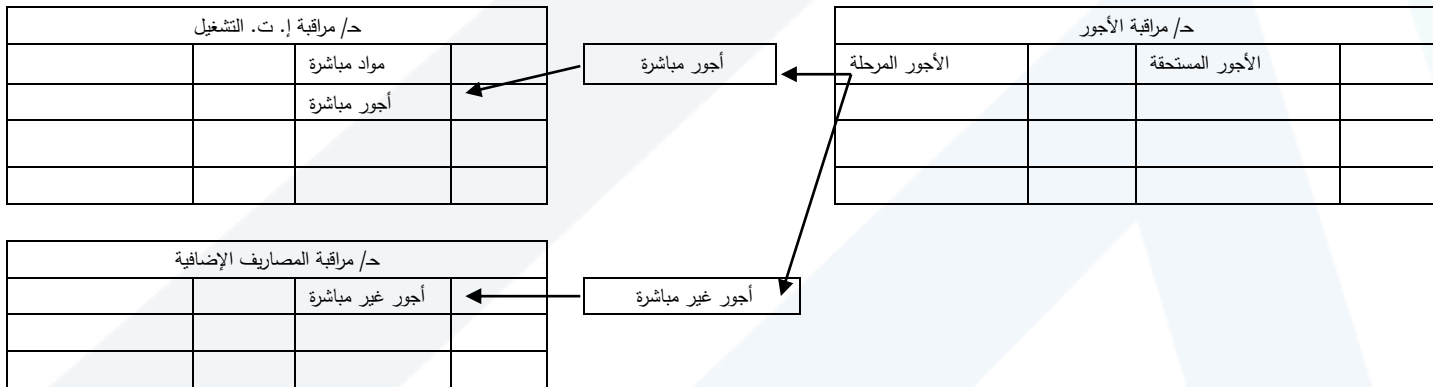 حـ/ مراقبة الأجور
الأجور المستحقة
الأجور المرحلة
أجور مباشرة
حـ/ مراقبة إ. ت. التشغيل
مواد مباشرة
أجور مباشرة
أجور غير مباشرة
حـ/ مراقبة المصاريف الإضافية
أجور غير مباشرة